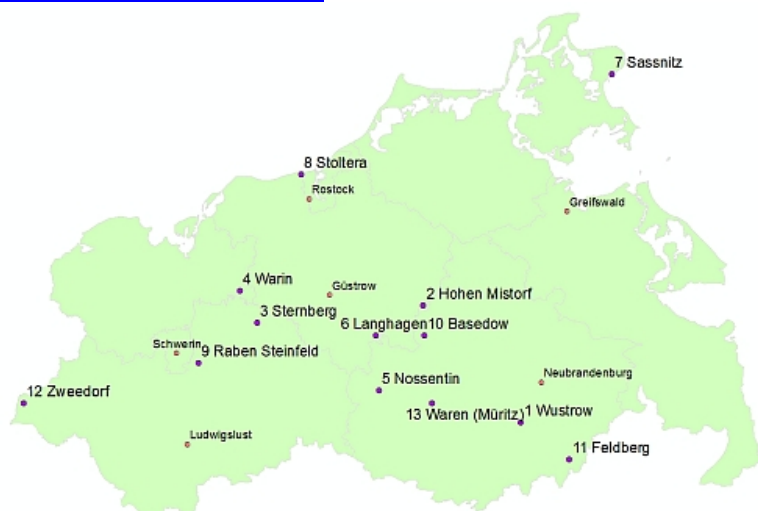 7 Sassnitz
8 Stoltera
Rostock
Greifswald
4 Warin
Güstrow
2 Hohen Mistorf
3 Sternberg
6 Langhagen
10 Basedow
Schwerin
9 Raben Steinfeld
5 Nossentin
Neubrandenburg
12 Zweedorf
13 Waren (Müritz)
1 Wustrow
Ludwigslust
11 Feldberg